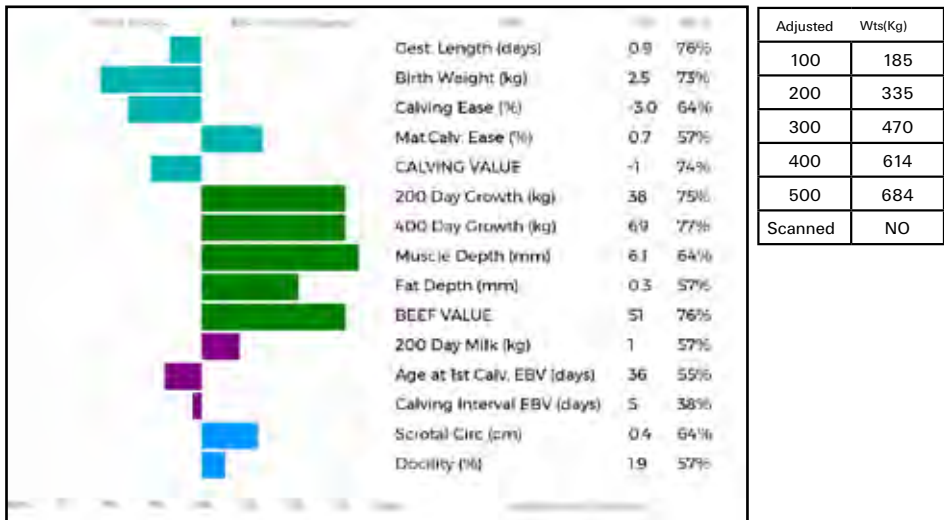 Gest. Length (days) 0.9 76%
Birth Weight (kg) 2.5 73%
Calving Ease (%) -3.0 64%
Mat.Calv. Ease (%) 0.7 57%
CALVING VALUE -1 74%
200 Day Growth (kg) 38 75%
400 Day Growth (kg) 69 77%
Muscle Depth (mm) 6.1 64%
Fat Depth (mm) 0.3 57%
BEEF VALUE 51 76%
200 Day Milk (kg) 1 57%
Age at 1st Calv. EBV (days) 36 55%
Calving Interval EBV (days) 5 38%
Scrotal Circ (cm) 0.4 64%
Docility (%) 1.9 57%
Adjusted Wts(Kg)
100 185
200 335
300 470
400 614
500 684
Scanned NO